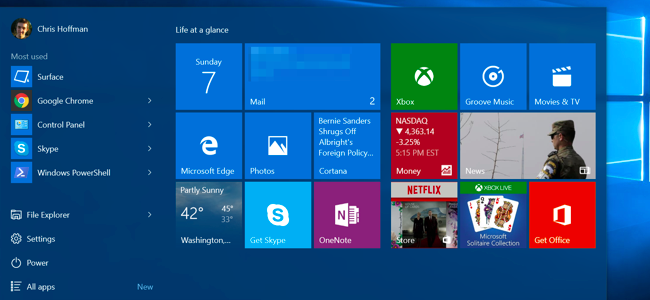 Chris Hoffman
Most used
Surface
Google Chrome
Control Panel
Skype
Windows PowerShell
File Explorer
Settings
Power
All apps
New
Life at a glance
Sunday
7
Mail
2
Xbox
Groove Music
Movies & TV
Microsoft Edge
Photos
Bernie Sanders
Shrugs Off
Albright's
Foreign Policy...
Cortana
NASDAQ
▼ 4,363.14
-3.25%
5:15 PM EST
Money
News
Partly Sunny
42°
45°
33°
Washington,...
Get Skype
OneNote
NETFLIX
Store
XBOX LIVE
Microsoft
Solitaire Collection
Get Office